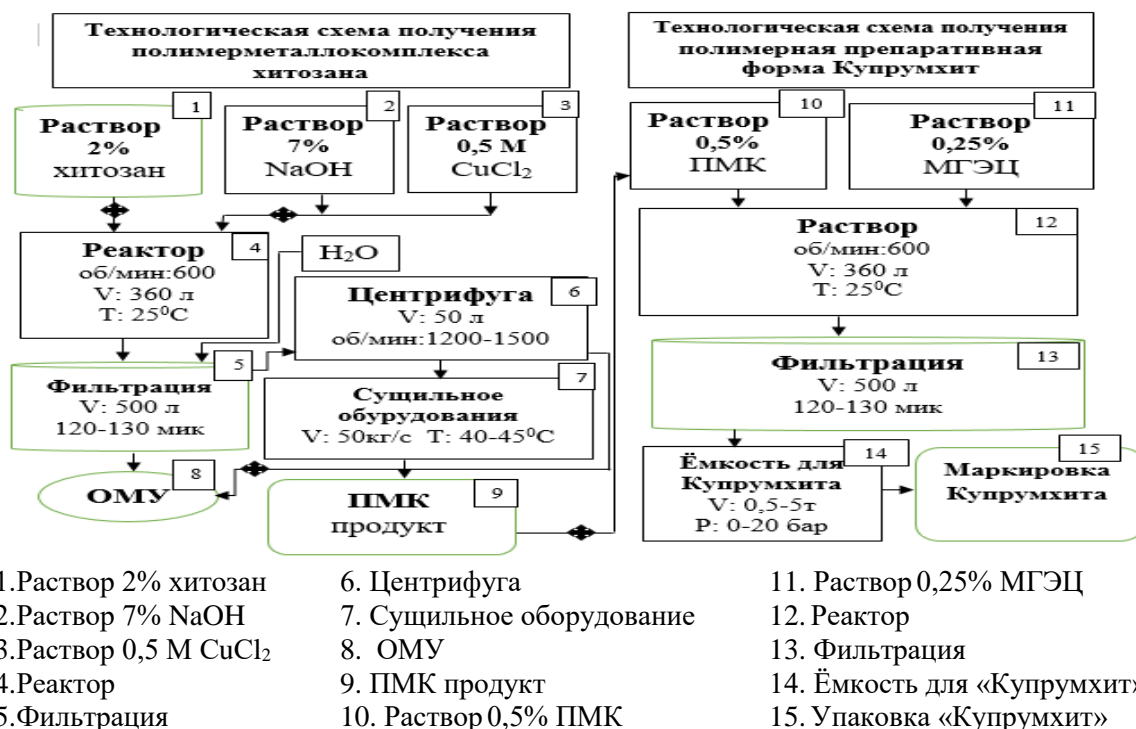 Технологическая схема получения
полимерметаллокомплекса
хитозана
Технологическая схема получения
полимерная препаративная
форма Купрумхит
1
Раствор
2%
хитозан
2
Раствор
7%
NaOH
3
Раствор
0,5 М
CuCl₂
10
Раствор
0,5%
ПМК
11
Раствор
0,25%
МГЭЦ
4
Реактор
об/мин:600
V: 360 л
T: 25⁰C
H₂O
6
Центрифуга
V: 50 л
об/мин:1200-1500
12
Раствор
об/мин:600
V: 360 л
T: 25⁰C
5
Фильтрация
V: 500 л
120-130 мик
7
Сущильное
обурудования
V: 50кг/с T: 40-45⁰C
13
Фильтрация
V: 500 л
120-130 мик
8
ОМУ
9
ПМК
продукт
14
Ёмкость для
Купрумхита
V: 0,5-5т
P: 0-20 бар
15
Маркировка
Купрумхита
1.Раствор 2% хитозан
2.Раствор 7% NaOH
3.Раствор 0,5 М CuCl₂
4.Реактор
5.Фильтрация
6. Центрифуга
7. Сущильное оборудование
8. ОМУ
9. ПМК продукт
10. Раствор 0,5% ПМК
11. Раствор 0,25% МГЭЦ
12. Реактор
13. Фильтрация
14. Ёмкость для «Купрумхит»
15. Упаковка «Купрумхит»